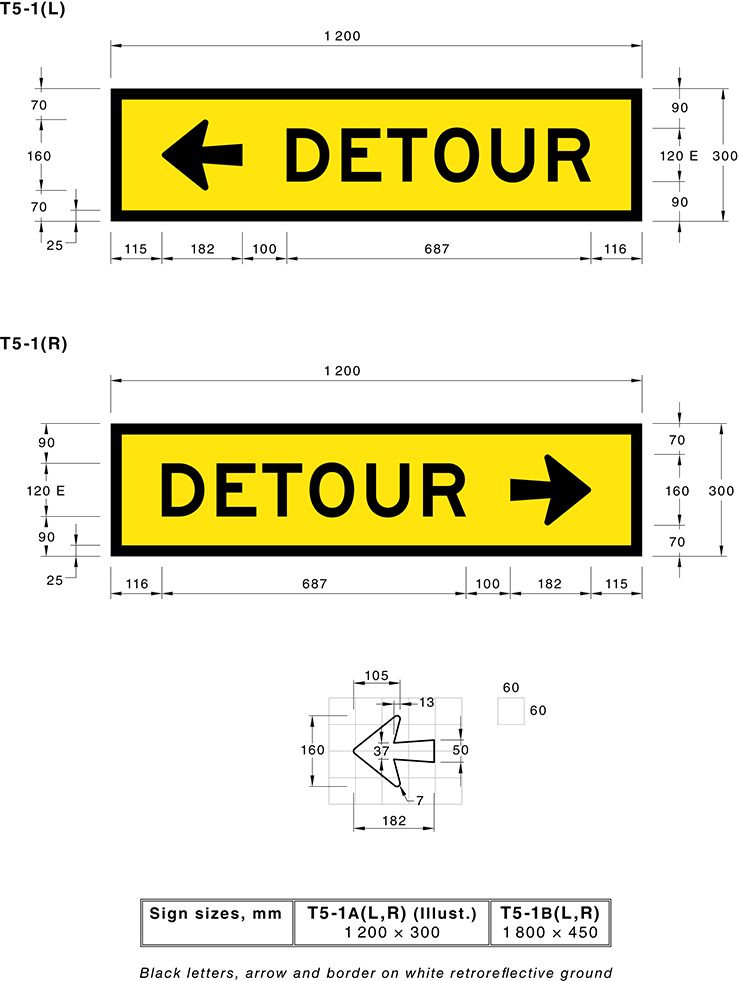 T5-1(L)
1 200
70
160
70
25
DETOUR
90
120 E
90
300
115 182 100 687 116
T5-1(R)
1 200
90
120 E
90
25
DETOUR
70
160
70
300
116 687 100 182 115
105
13
160
37
50
7
182
60
60
Sign sizes, mm T5-1A(L,R) (Illust.) T5-1B(L,R)
1 200 × 300 1 800 × 450
Black letters, arrow and border on white retroreflective ground